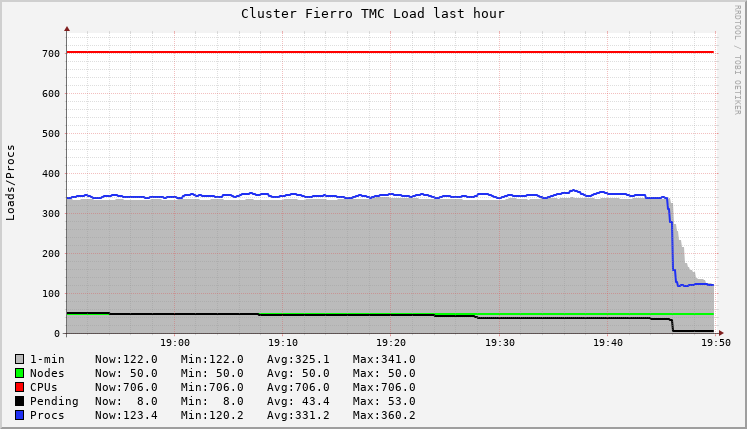 Cluster Fierro TMC Load last hour
RRDTOOL / TOBI OETIKER
Loads/Procs
700
600
500
400
300
200
100
0
19:00 19:10 19:20 19:30 19:40 19:50
1-min Now:122.0 Min:122.0 Avg:325.1 Max:341.0
Nodes Now: 50.0 Min: 50.0 Avg: 50.0 Max: 50.0
CPUs Now:706.0 Min:706.0 Avg:706.0 Max:706.0
Pending Now: 8.0 Min: 8.0 Avg: 43.4 Max: 53.0
Procs Now:123.4 Min:120.2 Avg:331.2 Max:360.2